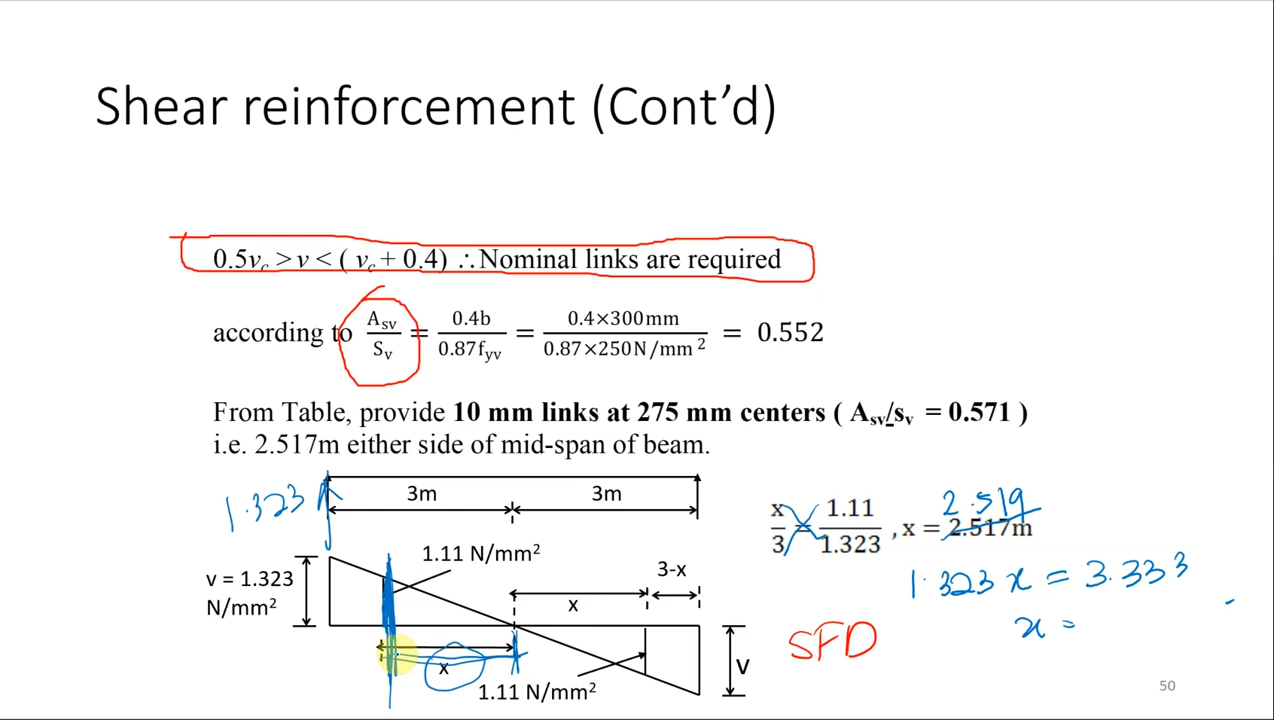 Shear reinforcement (Cont’d)
0.5vc > v < ( vc + 0.4) ∴Nominal links are required
according to Asv/Sv = 0.4b/0.87fyv = 0.4×300mm/0.87×250N/mm² = 0.552
From Table, provide 10 mm links at 275 mm centers ( Asv/sv = 0.571 )
i.e. 2.517m either side of mid-span of beam.
1.323
3m
3m
v = 1.323
N/mm²
1.11 N/mm²
x
3-x
x
1.11 N/mm²
V
2.519
x/3 = 1.11/1.323 , x = 2.517m
1.323 x = 3.333
x =
SFD
50